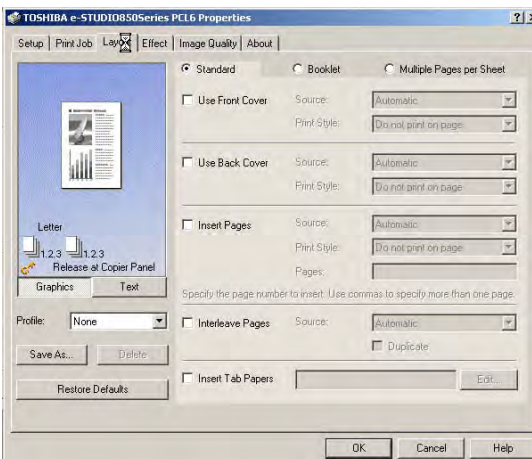 TOSHIBA e-STUDIO850Series PCL6 Properties
Setup Print Job Layout Effect Image Quality About
Standard Booklet Multiple Pages per Sheet
Use Front Cover Source: Automatic
Print Style: Do not print on page
Use Back Cover Source: Automatic
Print Style: Do not print on page
Insert Pages Source: Automatic
Print Style: Do not print on page
Pages:
Specify the page number to insert. Use commas to specify more than one page.
Interleave Pages Source: Automatic
Duplicate
Insert Tab Papers Edit...
Letter
1.2.3 1.2.3
Release at Copier Panel
Graphics Text
Profile: None
Save As... Delete
Restore Defaults
OK Cancel Help